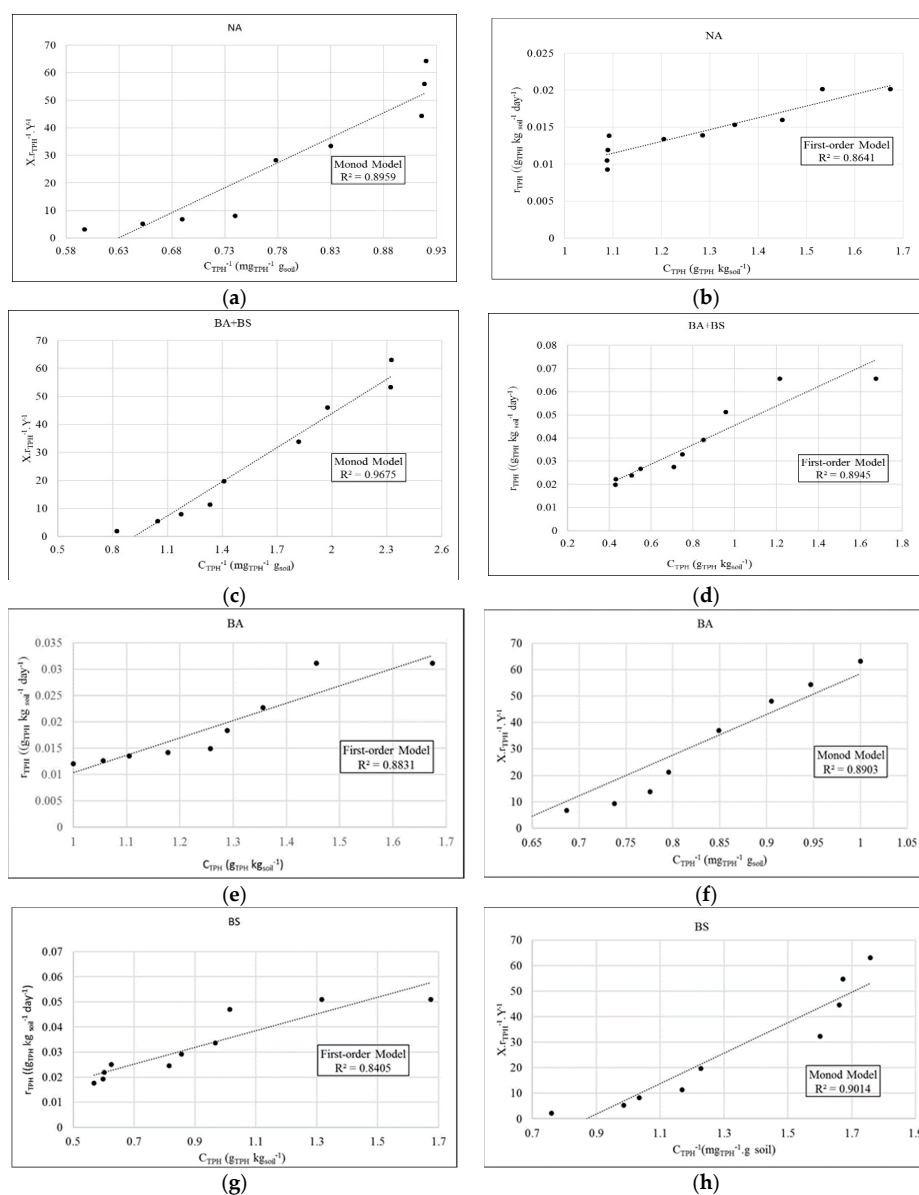 NA
X.r_TPH^-1.Y^-1
70
60
50
40
30
20
10
0
Monod Model
R² = 0.8959
0.58 0.63 0.68 0.73 0.78 0.83 0.88 0.93
C_TPH^-1 (mg_TPH^-1 g_soil)
(a)
NA
r_TPH ((g_TPH kg_soil^-1 day^-1)
0.025
0.02
0.015
0.01
0.005
0
First-order Model
R² = 0.8641
1 1.1 1.2 1.3 1.4 1.5 1.6 1.7
C_TPH (g_TPH kg_soil^-1)
(b)
BA+BS
X.r_TPH^-1.Y^-1
70
60
50
40
30
20
10
0
Monod Model
R² = 0.9675
0.5 0.8 1.1 1.4 1.7 2 2.3 2.6
C_TPH^-1 (mg_TPH^-1 g_soil)
(c)
BA+BS
r_TPH ((g_TPH kg_soil^-1 day^-1)
0.08
0.07
0.06
0.05
0.04
0.03
0.02
0.01
0
First-order Model
R² = 0.8945
0.2 0.4 0.6 0.8 1 1.2 1.4 1.6 1.8
C_TPH (g_TPH kg_soil^-1)
(d)
BA
r_TPH ((g_TPH kg_soil^-1 day^-1)
0.035
0.03
0.025
0.02
0.015
0.01
0.005
0
First-order Model
R² = 0.8831
1 1.1 1.2 1.3 1.4 1.5 1.6 1.7
C_TPH (g_TPH kg_soil^-1)
(e)
BA
X.r_TPH^-1.Y^-1
70
60
50
40
30
20
10
0
Monod Model
R² = 0.8903
0.65 0.7 0.75 0.8 0.85 0.9 0.95 1 1.05
C_TPH^-1 (mg_TPH^-1 g_soil)
(f)
BS
r_TPH ((g_TPH kg_soil^-1 day^-1)
0.07
0.06
0.05
0.04
0.03
0.02
0.01
0
First-order Model
R² = 0.8405
0.5 0.7 0.9 1.1 1.3 1.5 1.7
C_TPH (g_TPH kg_soil^-1)
(g)
BS
X.r_TPH^-1.Y^-1
70
60
50
40
30
20
10
0
Monod Model
R² = 0.9014
0.7 0.9 1.1 1.3 1.5 1.7 1.9
C_TPH^-1(mg_TPH^-1.g soil)
(h)